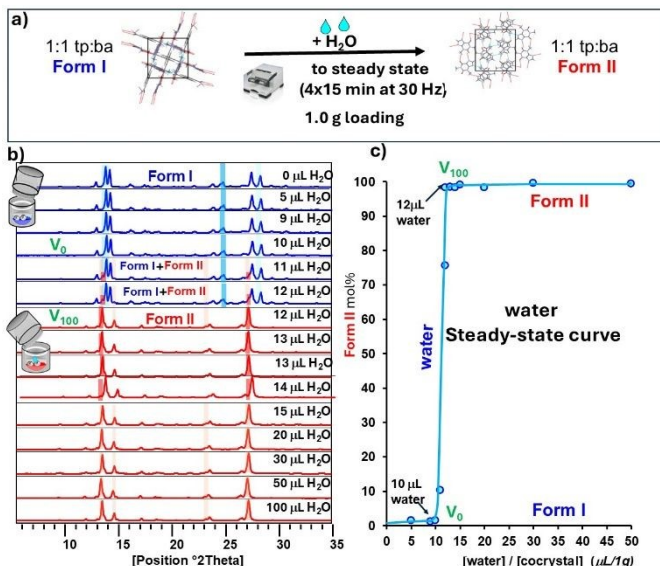 a)
1:1 tp:ba
Form I
+ H2O
to steady state
(4x15 min at 30 Hz}
1.0 g loading
1:1 tp:ba
Form II
b)
Form I
0 µL H2O
5 µL H2O
9 µL H2O
V0
10 µL H2O
Form I+Form II
11 µL H2O
Form I+Form II
12 µL H2O
V100
Form II
12 µL H2O
13 µL H2O
13 µL H2O
14 µL H2O
15 µL H2O
20 µL H2O
30 µL H2O
50 µL H2O
100 µL H2O
10 15 20 25 30 35
[Position °2Theta]
c)
V100
100
90
80
70
60
50
40
30
20
10
0
Form II mol%
12µL
water
Form II
water
water
Steady-state curve
10 µL
water
V0
Form I
0 5 10 15 20 25 30 35 40 45 50
[water] / [cocrystal] (µL/1g)